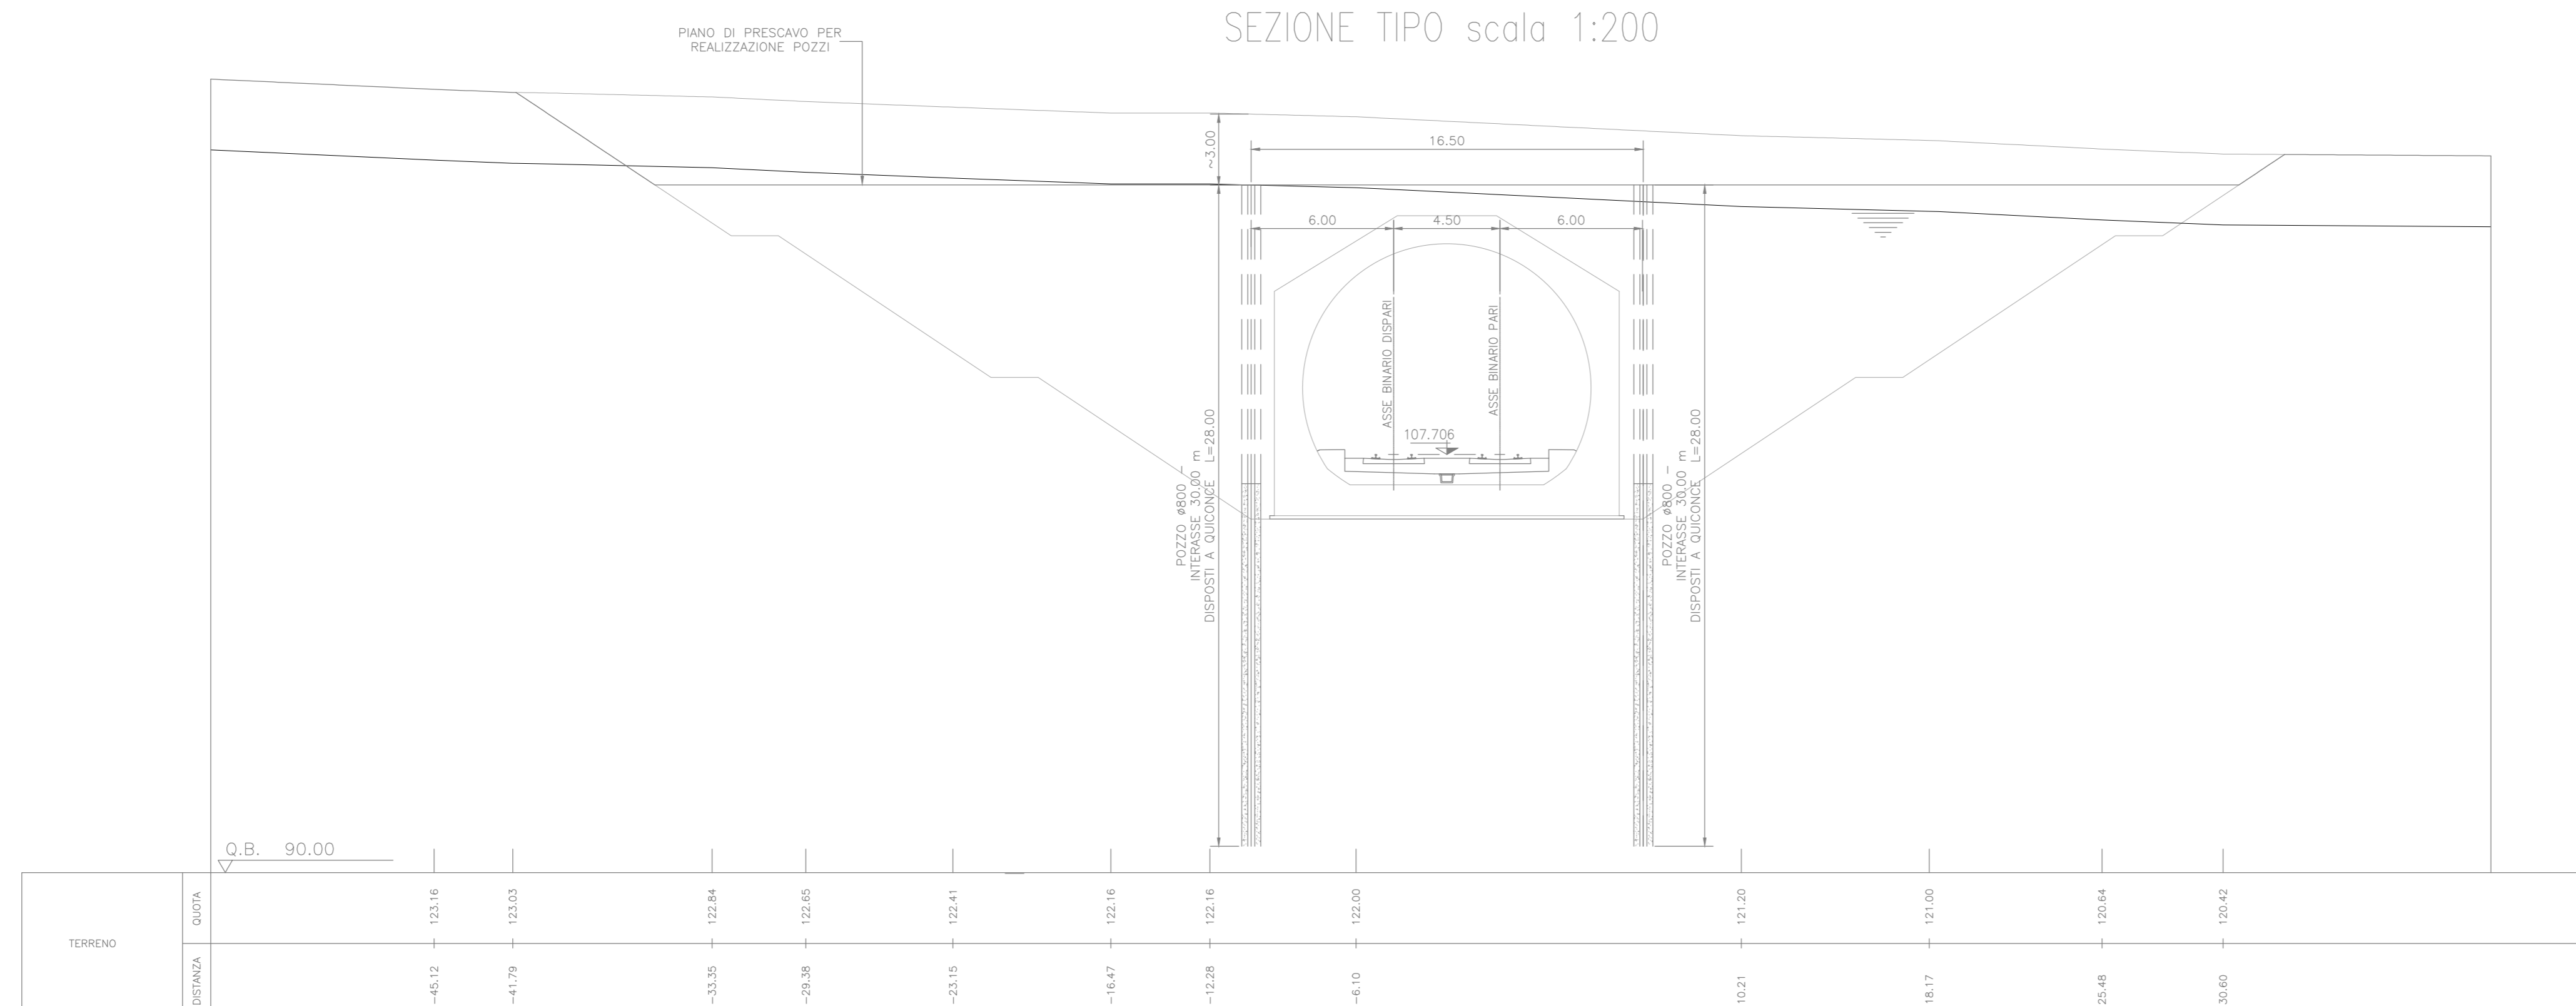 SEZIONE TIPO scala 1:200
PIANO DI PRESCAVO PER
REALIZZAZIONE POZZI
~3.00
16.50
6.00
4.50
6.00
ASSE BINARIO DISPARI
ASSE BINARIO PARI
107.706
POZZO ø800 -
INTERASSE 30.00 m
DISPOSTI A QUICONCE L=28.00
POZZO ø800 -
INTERASSE 30.00 m
DISPOSTI A QUICONCE L=28.00
Q.B. 90.00
TERRENO
QUOTA
123.16
123.03
122.84
122.65
122.41
122.16
122.16
122.00
121.20
121.00
120.64
120.42
DISTANZA
-45.12
-41.79
-33.35
-29.38
-23.15
-16.47
-12.28
-6.10
10.21
18.17
25.48
30.60